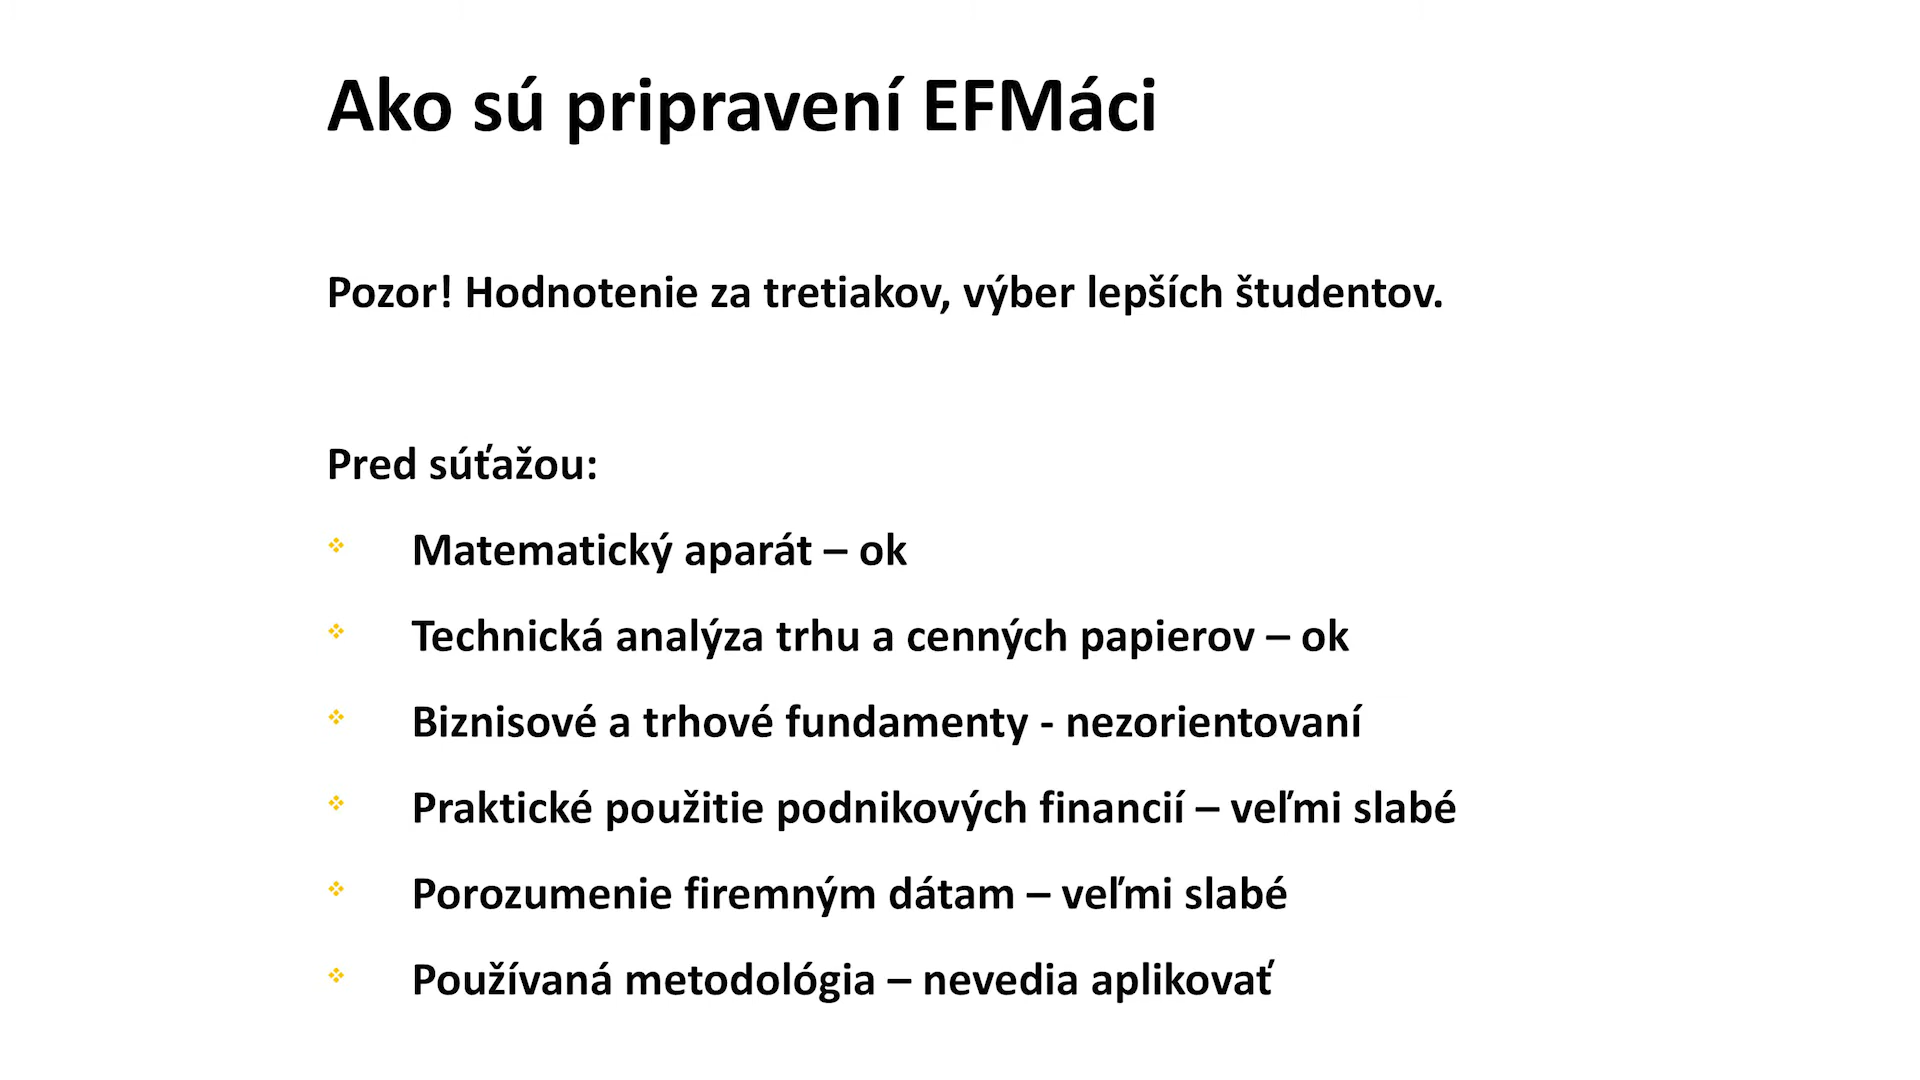 Ako sú pripravení EFMáci
Pozor! Hodnotenie za tretiakov, výber lepších študentov.
Pred súťažou:
Matematický aparát – ok
Technická analýza trhu a cenných papierov – ok
Biznisové a trhové fundamenty - nezorientovaní
Praktické použitie podnikových financií – veľmi slabé
Porozumenie firemným dátam – veľmi slabé
Používaná metodológia – nevedia aplikovať